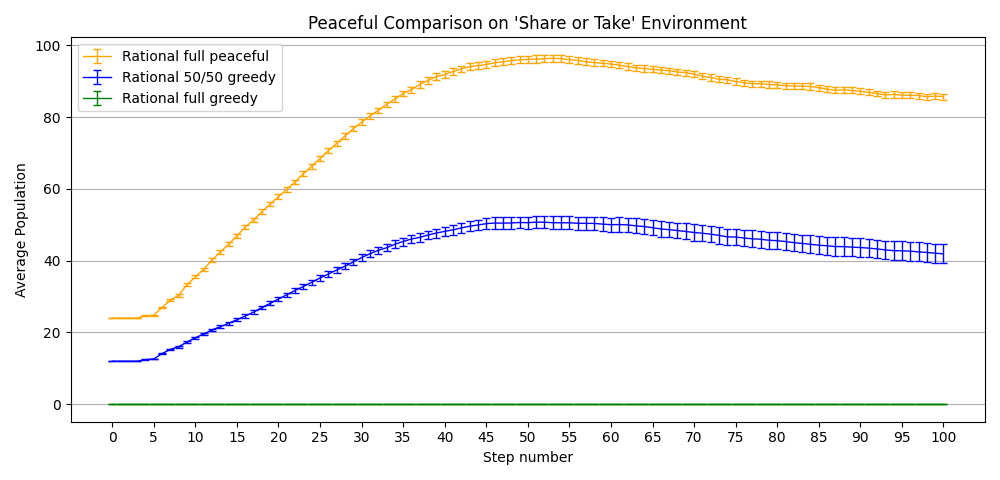 Peaceful Comparison on 'Share or Take' Environment
Rational full peaceful
Rational 50/50 greedy
Rational full greedy
Average Population
100
80
60
40
20
0
0 5 10 15 20 25 30 35 40 45 50 55 60 65 70 75 80 85 90 95 100
Step number